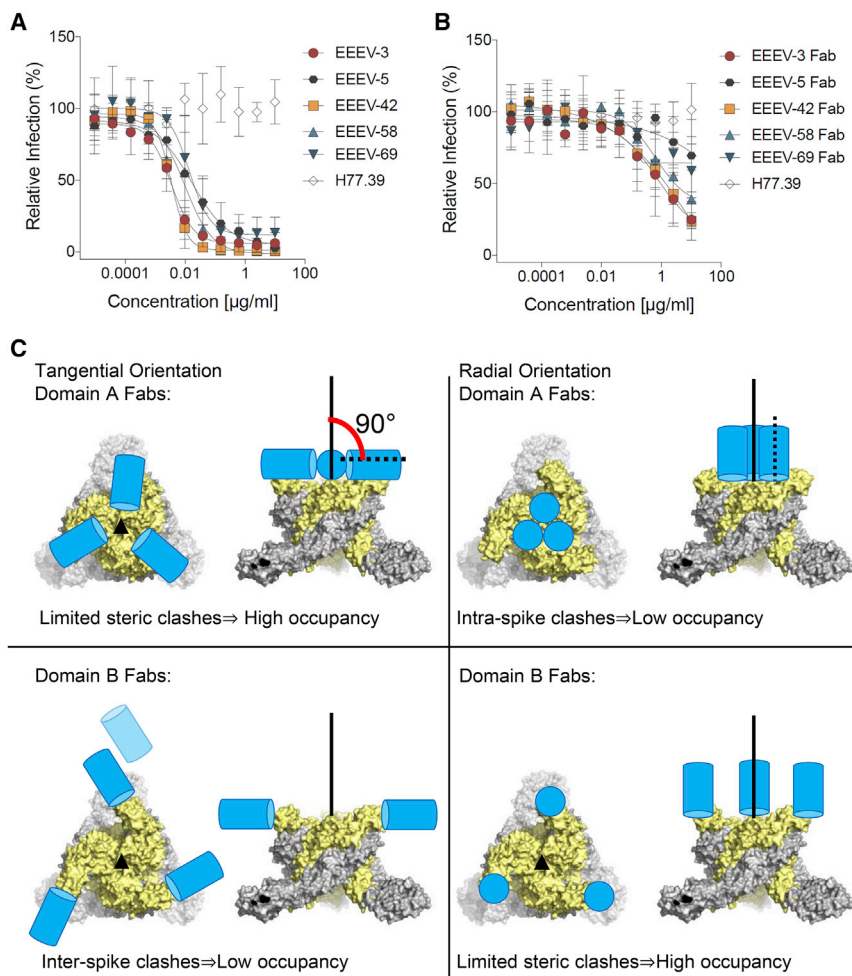 A
150
100
50
0
Relative Infection (%)
0.0001
0.01
1
100
Concentration [µg/ml]
EEEV-3
EEEV-5
EEEV-42
EEEV-58
EEEV-69
H77.39
B
150
100
50
0
Relative Infection (%)
0.0001
0.01
1
100
Concentration [µg/ml]
EEEV-3 Fab
EEEV-5 Fab
EEEV-42 Fab
EEEV-58 Fab
EEEV-69 Fab
H77.39
C
Tangential Orientation
Domain A Fabs:
90°
Limited steric clashes⇒ High occupancy
Radial Orientation
Domain A Fabs:
Intra-spike clashes⇒Low occupancy
Domain B Fabs:
Inter-spike clashes⇒Low occupancy
Domain B Fabs:
Limited steric clashes⇒High occupancy